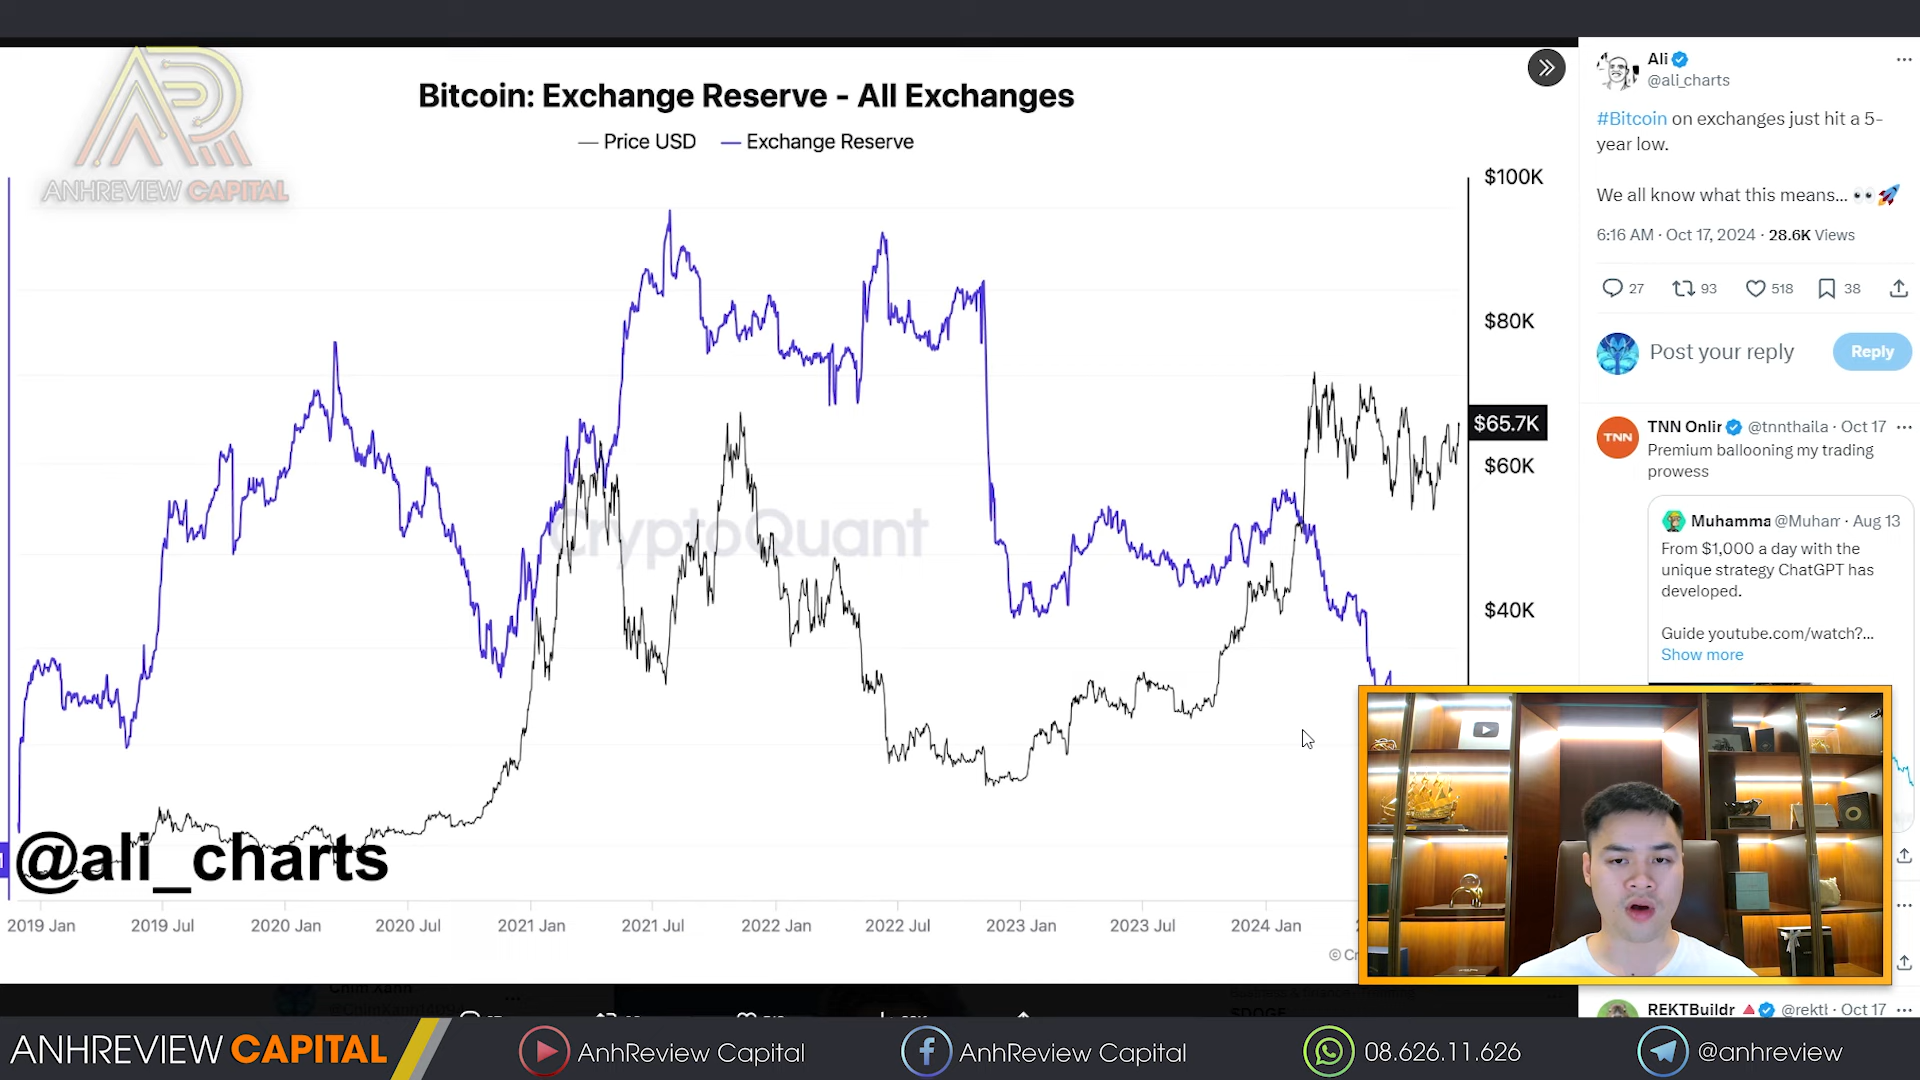 ANHREVIEW CAPITAL
Bitcoin: Exchange Reserve - All Exchanges
Price USD
Exchange Reserve
$100K
$80K
$65.7K
$60K
$40K
CryptoQuant
@ali_charts
2019 Jan
2019 Jul
2020 Jan
2020 Jul
2021 Jan
2021 Jul
2022 Jan
2022 Jul
2023 Jan
2023 Jul
2024 Jan
Ali
@ali_charts
#Bitcoin on exchanges just hit a 5-
year low.
We all know what this means... 👀🚀
6:16 AM · Oct 17, 2024 · 28.6K Views
27
93
518
38
Post your reply
Reply
TNN
TNN Onlir @tnnthaila · Oct 17
Premium ballooning my trading
prowess
Muhamma @Muhar · Aug 13
From $1,000 a day with the
unique strategy ChatGPT has
developed.
Guide youtube.com/watch?...
Show more
REKTBuildr @rektl · Oct 17
ANHREVIEW CAPITAL
AnhReview Capital
AnhReview Capital
08.626.11.626
@anhreview